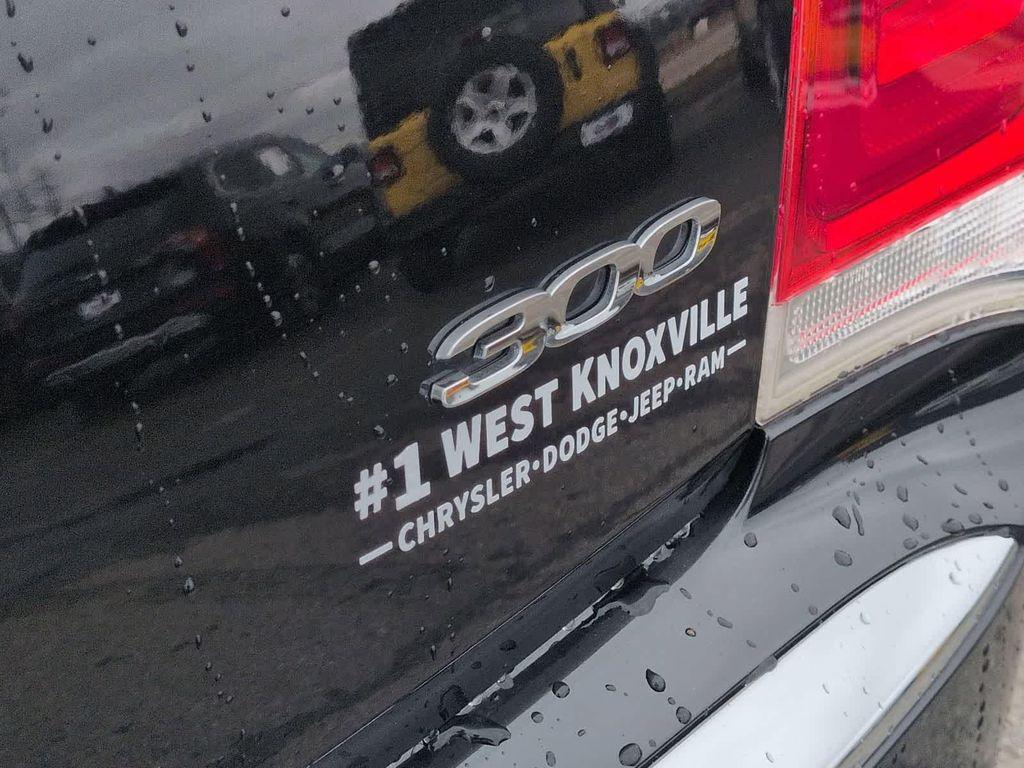 300
#1 WEST KNOXVILLE
—CHRYSLER•DODGE•JEEP•RAM—